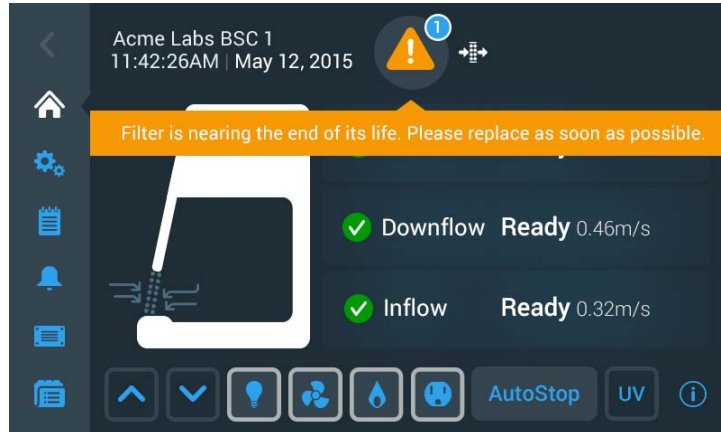 Acme Labs BSC 1
11:42:26AM | May 12, 2015
1
Filter is nearing the end of its life. Please replace as soon as possible.
Downflow Ready 0.46m/s
Inflow Ready 0.32m/s
AutoStop UV